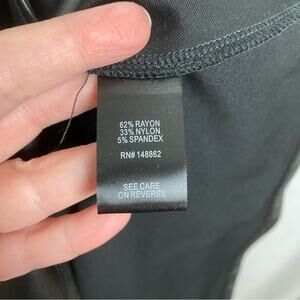 62% RAYON
33% NYLON
5% SPANDEX
RN# 148862
SEE CARE
ON REVERSE